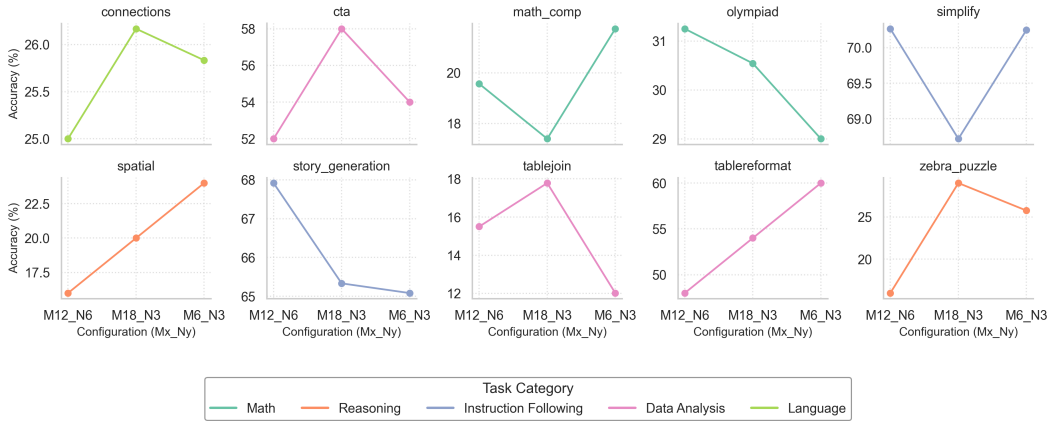 connections
cta
math_comp
olympiad
simplify
Accuracy (%)
26.0
25.5
25.0
58
56
54
52
20
18
31
30
29
70.0
69.5
69.0
spatial
story_generation
tablejoin
tablereformat
zebra_puzzle
Accuracy (%)
22.5
20.0
17.5
68
67
66
65
18
16
14
12
60
55
50
25
20
M12_N6 M18_N3 M6_N3
M12_N6 M18_N3 M6_N3
M12_N6 M18_N3 M6_N3
M12_N6 M18_N3 M6_N3
M12_N6 M18_N3 M6_N3
Configuration (Mx_Ny)
Configuration (Mx_Ny)
Configuration (Mx_Ny)
Configuration (Mx_Ny)
Configuration (Mx_Ny)
Task Category
Math Reasoning Instruction Following Data Analysis Language